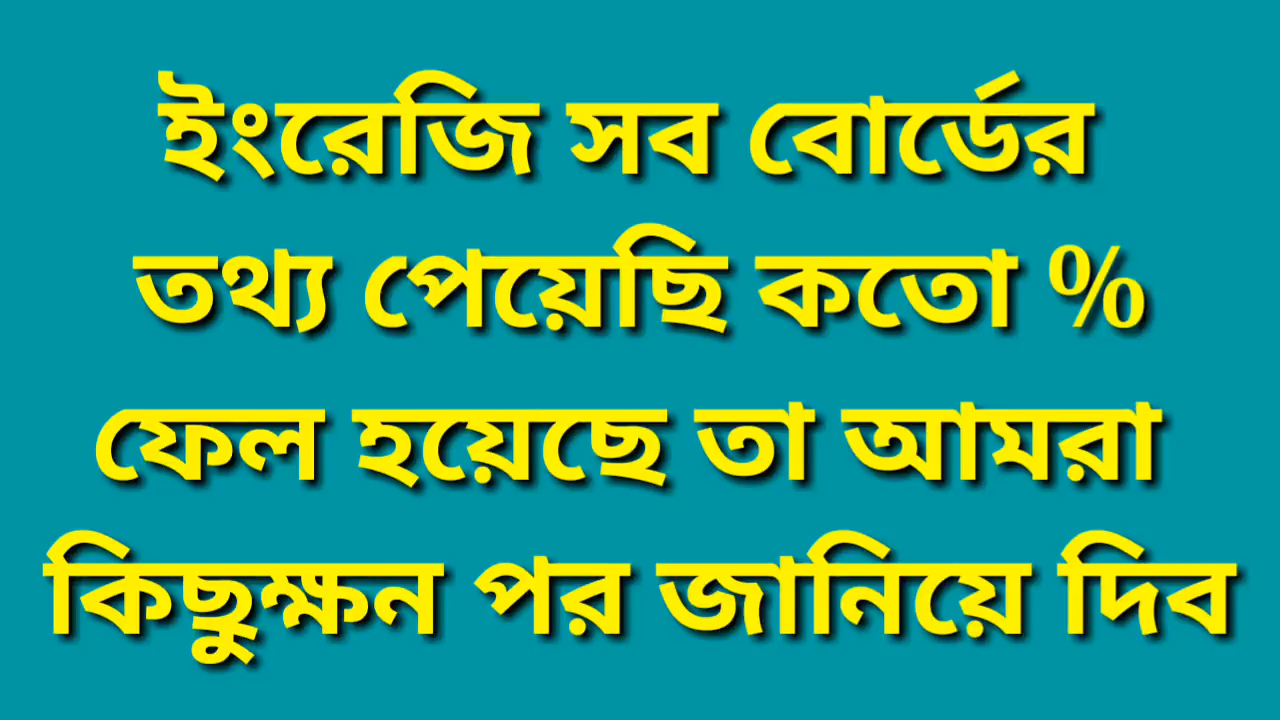 ইংরেজি সব বোর্ডের
তথ্য পেয়েছি কতো %
ফেল হয়েছে তা আমরা
কিছুক্ষন পর জানিয়ে দিব